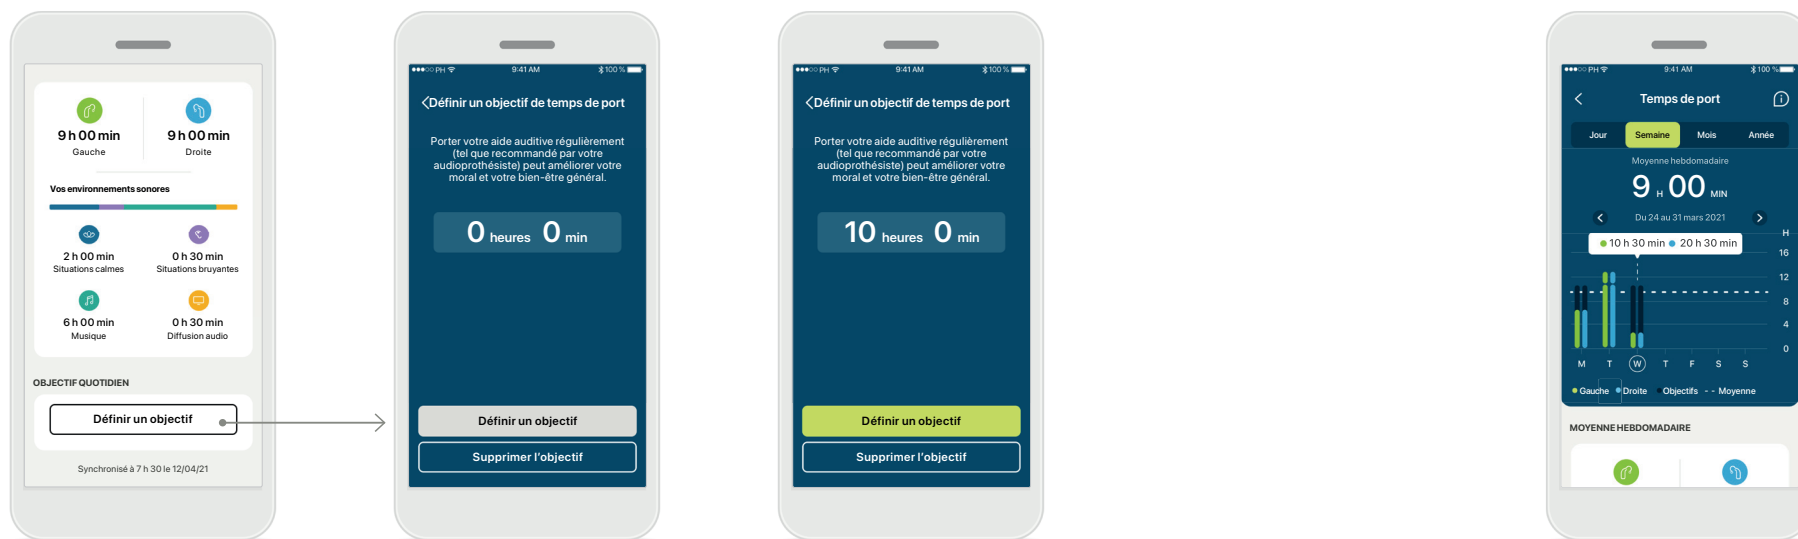 9 h 00 min
Gauche
9 h 00 min
Droite
Vos environnements sonores
2 h 00 min
Situations calmes
0 h 30 min
Situations bruyantes
6 h 00 min
Musique
0 h 30 min
Diffusion audio
OBJECTIF QUOTIDIEN
Définir un objectif
Synchronisé à 7 h 30 le 12/04/21
PH 9:41 AM 100 %
Définir un objectif de temps de port
Porter votre aide auditive régulièrement
(tel que recommandé par votre
audioprothésiste) peut améliorer votre
moral et votre bien-être général.
0 heures 0 min
Définir un objectif
Supprimer l'objectif
PH 9:41 AM 100 %
Définir un objectif de temps de port
Porter votre aide auditive régulièrement
(tel que recommandé par votre
audioprothésiste) peut améliorer votre
moral et votre bien-être général.
10 heures 0 min
Définir un objectif
Supprimer l'objectif
PH 9:41 AM 100 %
Temps de port
Jour Semaine Mois Année
Moyenne hebdomadaire
9 H 00 MIN
Du 24 au 31 mars 2021
H
10 h 30 min 20 h 30 min
16
12
8
4
0
M T W T F S S
Gauche Droite Objectifs - - Moyenne
MOYENNE HEBDOMADAIRE